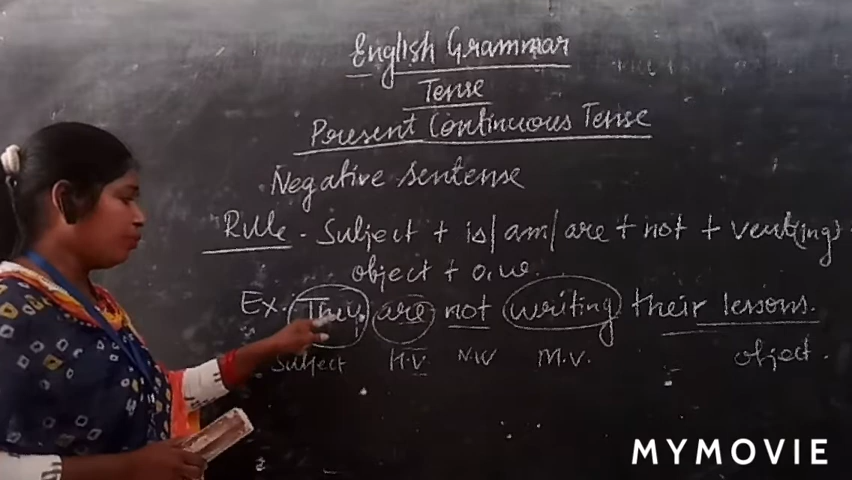 English Grammar
Tense
Present Continuous Tense
Negative sentense
Rule - Subject + is/am/are + not + verb(ing) +
object + o.w.
Ex. They are not writing their lessons.
Subject H.V. N.W M.V. object.
MYMOVIE